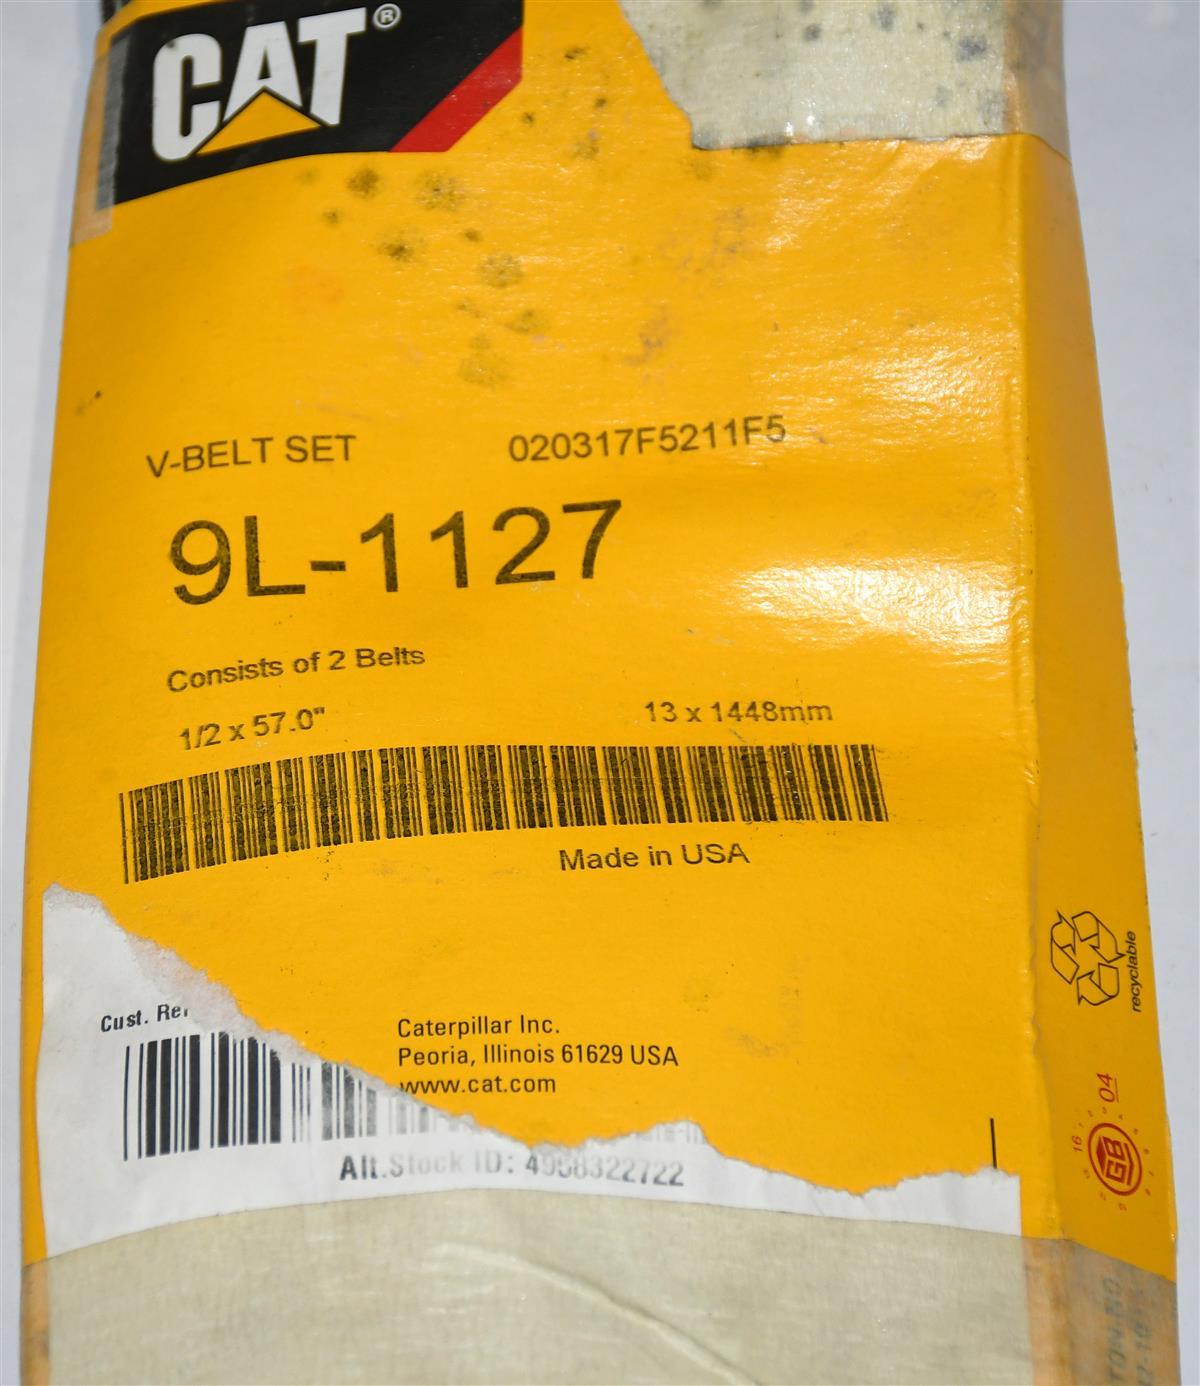 CAT®
V-BELT SET 020317F5211F5
9L-1127
Consists of 2 Belts
1/2 x 57.0" 13 x 1448mm
Made in USA
Cust.
Caterpillar Inc.
Peoria, Illinois 61629 USA
www.cat.com
Alt.Stock ID: 4968322722
recyclable
GB
04
16